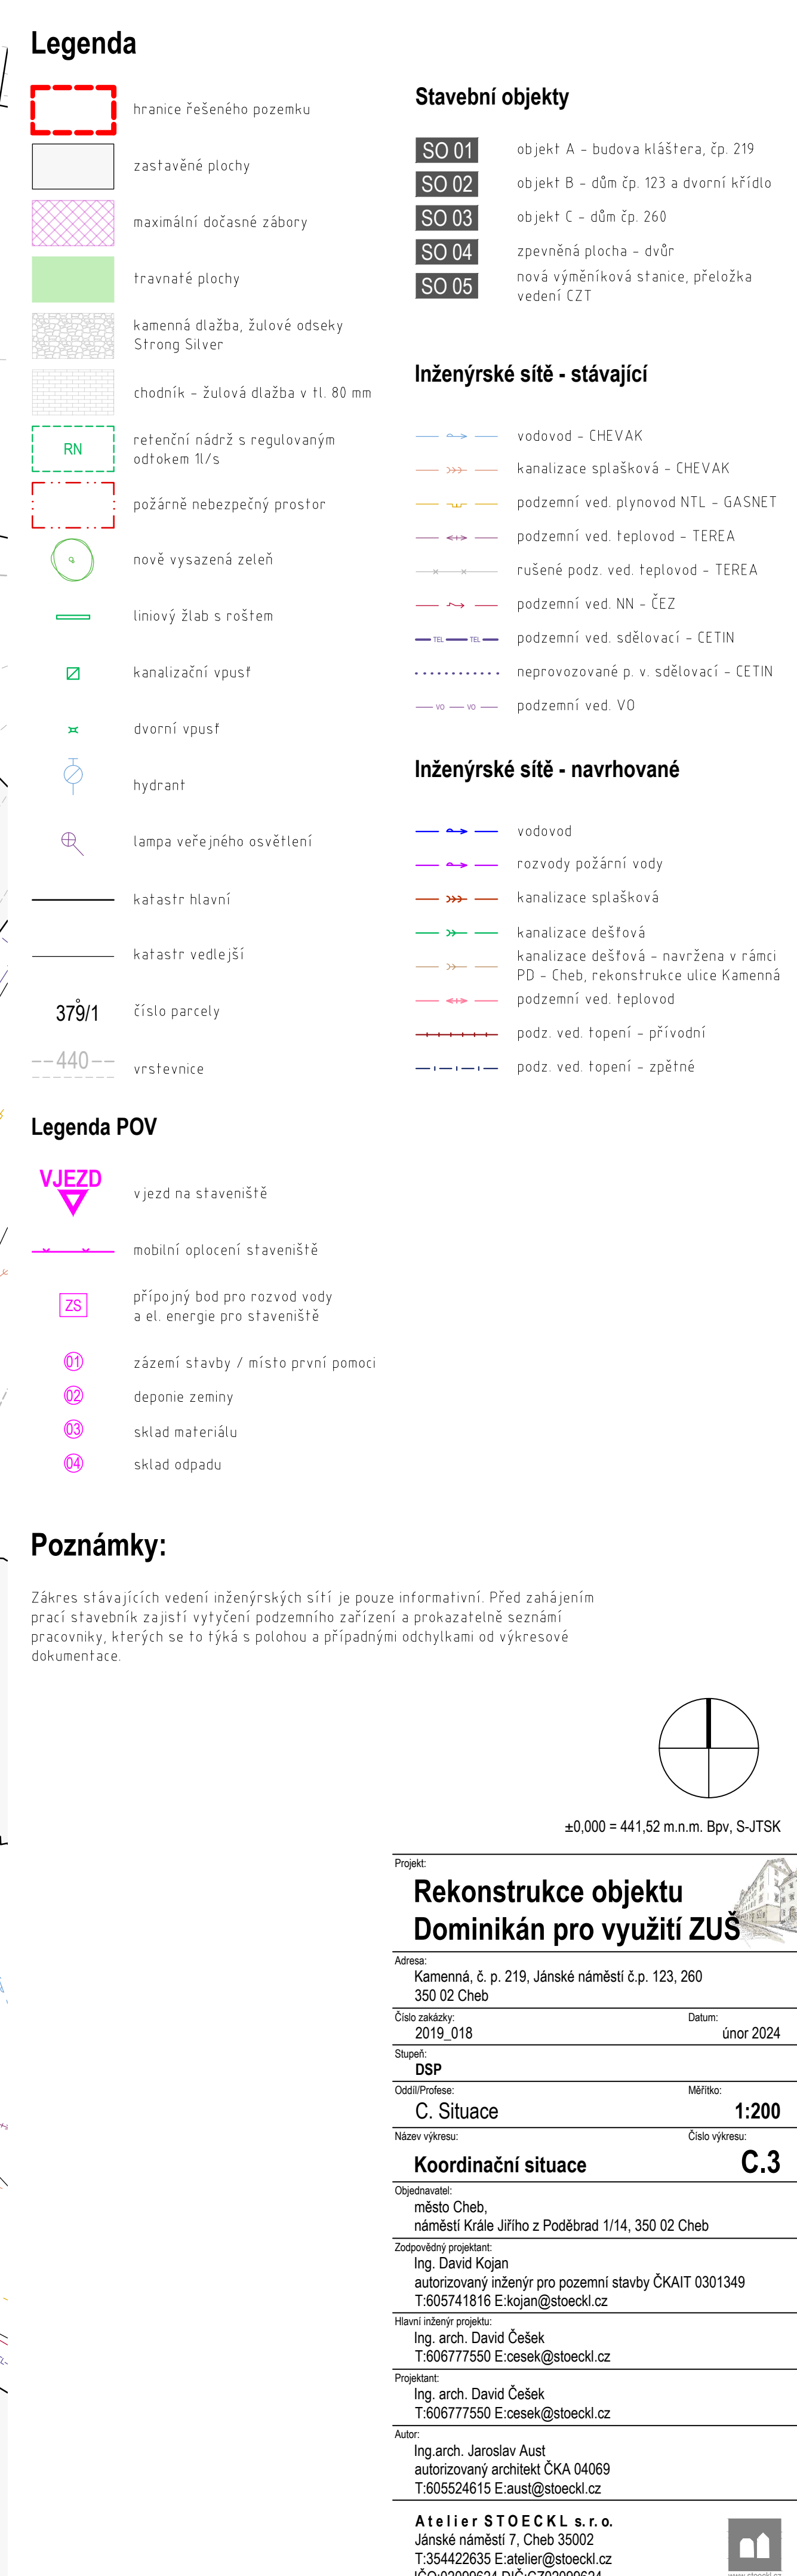 Legenda
hranice řešeného pozemku
zastavěné plochy
maximální dočasné zábory
travnaté plochy
kamenná dlažba, žulové odseky
Strong Silver
chodník - žulová dlažba v tl. 80 mm
RN
retenční nádrž s regulovaným
odtokem 1l/s
požárně nebezpečný prostor
nově vysazená zeleň
liniový žlab s roštem
kanalizační vpusť
dvorní vpusť
hydrant
lampa veřejného osvětlení
katastr hlavní
katastr vedlejší
379/1
číslo parcely
440
vrstevnice
Stavební objekty
SO 01 objekt A - budova kláštera, čp. 219
SO 02 objekt B - dům čp. 123 a dvorní křídlo
SO 03 objekt C - dům čp. 260
SO 04 zpevněná plocha - dvůr
SO 05 nová výměníková stanice, přeložka
vedení CZT
Inženýrské sítě - stávající
vodovod - CHEVAK
kanalizace splašková - CHEVAK
podzemní ved. plynovod NTL - GASNET
podzemní ved. teplovod - TEREA
rušené podz. ved. teplovod - TEREA
podzemní ved. NN - ČEZ
TEL TEL podzemní ved. sdělovací - CETIN
neprovozované p. v. sdělovací - CETIN
VO VO podzemní ved. VO
Inženýrské sítě - navrhované
vodovod
rozvody požární vody
kanalizace splašková
kanalizace dešťová
kanalizace dešťová - navržena v rámci
PD - Cheb, rekonstrukce ulice Kamenná
podzemní ved. teplovod
podz. ved. topení - přívodní
podz. ved. topení - zpětné
Legenda POV
VJEZD
vjezd na staveniště
mobilní oplocení staveniště
ZS
přípojný bod pro rozvod vody
a el. energie pro staveniště
01 zázemí stavby / místo první pomoci
02 deponie zeminy
03 sklad materiálu
04 sklad odpadu
Poznámky:
Zákres stávajících vedení inženýrských sítí je pouze informativní. Před zahájením
prací stavebník zajistí vytyčení podzemního zařízení a prokazatelně seznámí
pracovníky, kterých se to týká s polohou a případnými odchylkami od výkresové
dokumentace.
±0,000 = 441,52 m.n.m. Bpv, S-JTSK
Projekt:
Rekonstrukce objektu
Dominikán pro využití ZUŠ
Adresa:
Kamenná, č. p. 219, Jánské náměstí č.p. 123, 260
350 02 Cheb
Číslo zakázky: Datum:
2019_018 únor 2024
Stupeň:
DSP
Oddíl/Profese: Měřítko:
C. Situace 1:200
Název výkresu: Číslo výkresu:
Koordinační situace C.3
Objednavatel:
město Cheb,
náměstí Krále Jiřího z Poděbrad 1/14, 350 02 Cheb
Zodpovědný projektant:
Ing. David Kojan
autorizovaný inženýr pro pozemní stavby ČKAIT 0301349
T:605741816 E:kojan@stoeckl.cz
Hlavní inženýr projektu:
Ing. arch. David Češek
T:606777550 E:cesek@stoeckl.cz
Projektant:
Ing. arch. David Češek
T:606777550 E:cesek@stoeckl.cz
Autor:
Ing.arch. Jaroslav Aust
autorizovaný architekt ČKA 04069
T:605524615 E:aust@stoeckl.cz
Atelier STOECKL s.r.o.
Jánské náměstí 7, Cheb 35002
T:354422635 E:atelier@stoeckl.cz